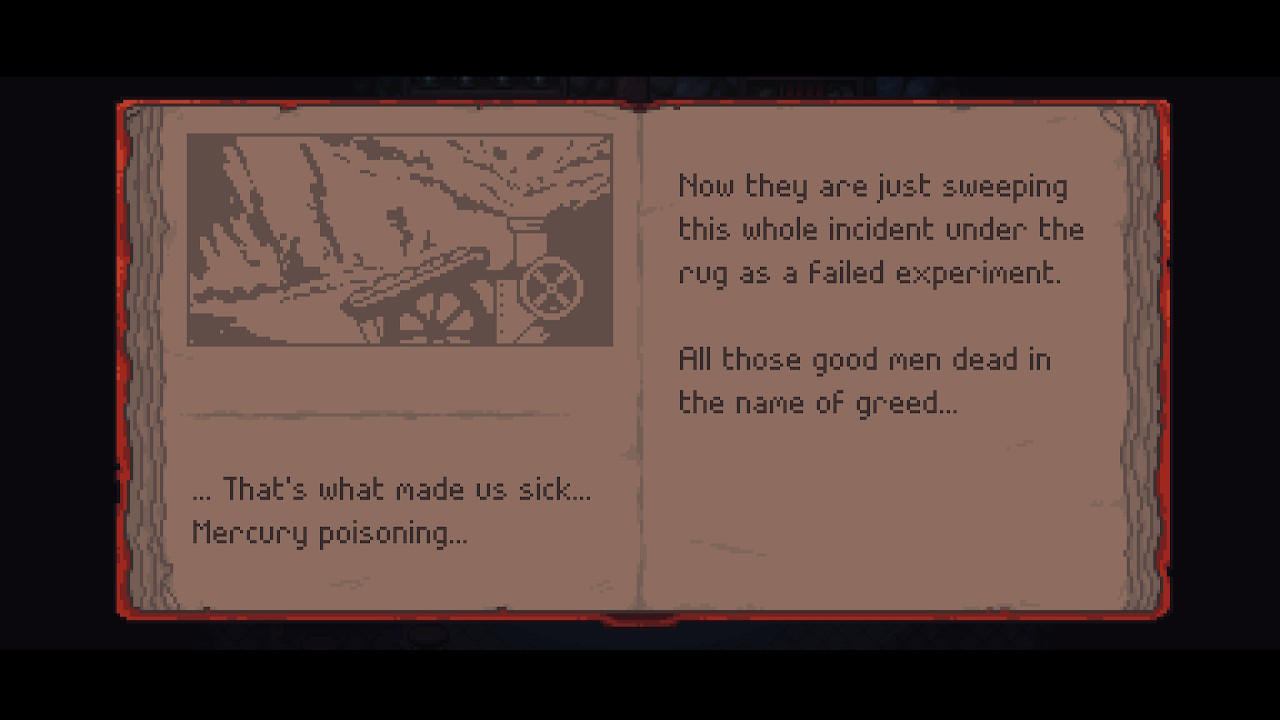 ... That's what made us sick...
Mercury poisoning...
Now they are just sweeping
this whole incident under the
rug as a failed experiment.
All those good men dead in
the name of greed...